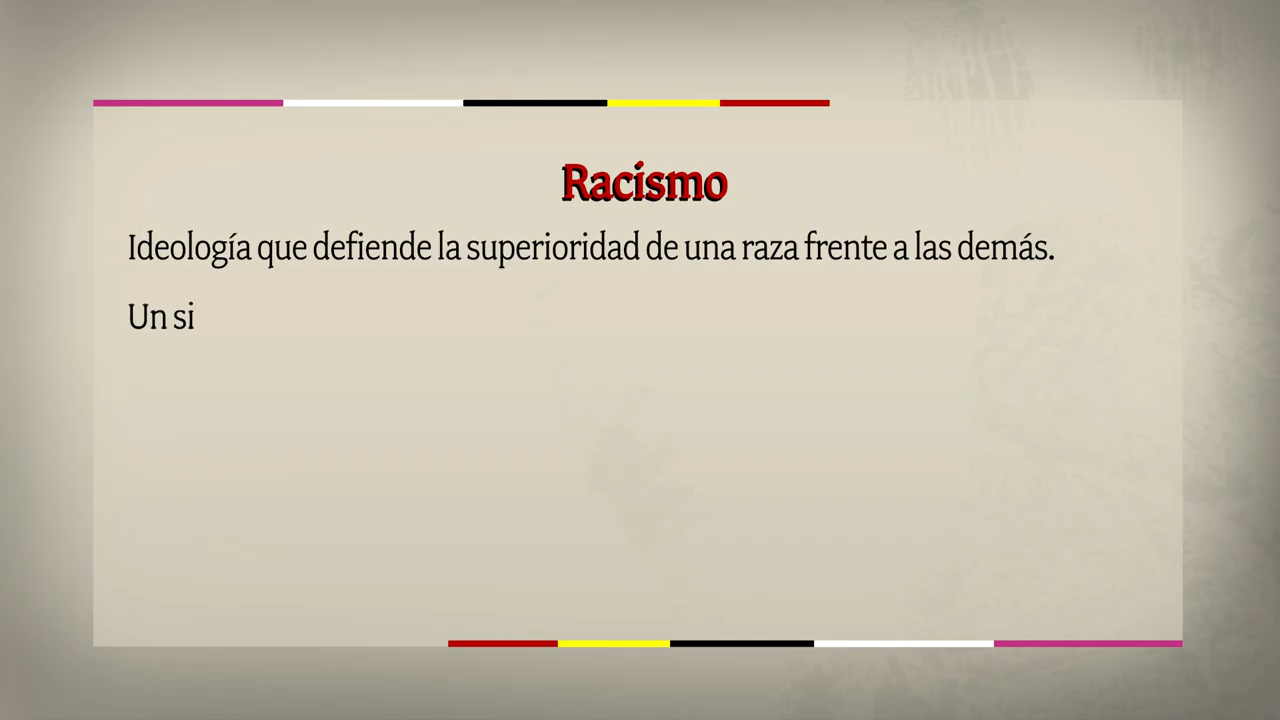 Racismo
Ideología que defiende la superioridad de una raza frente a las demás.
Un si